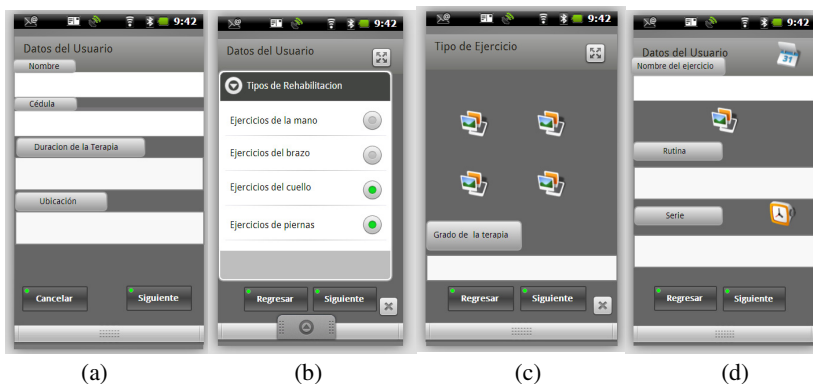 9:42
Datos del Usuario
Nombre
Cédula
Duracion de la Terapia
Ubicación
Cancelar
Siguiente
(a)
9:42
Datos del Usuario
Tipos de Rehabilitacion
Ejercicios de la mano
Ejercicios del brazo
Ejercicios del cuello
Ejercicios de piernas
Regresar
Siguiente
(b)
9:42
Tipo de Ejercicio
Grado de la terapia
Regresar
Siguiente
(c)
9:42
Datos del Usuario
31
Nombre del ejercicio
Rutina
Serie
Regresar
Siguiente
(d)